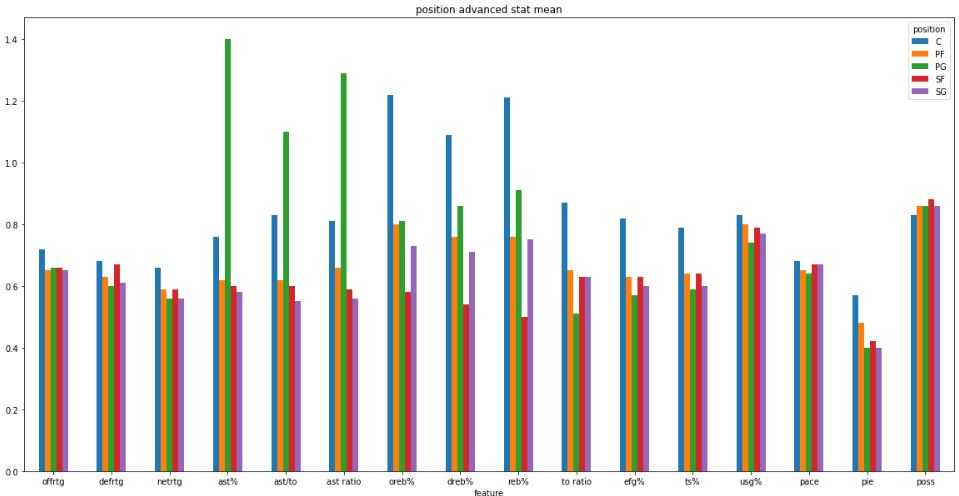 position advanced stat mean
position
C
PF
PG
SF
SG
1.4
1.2
1.0
0.8
0.6
0.4
0.2
0.0
offrtg defrtg netrtg ast% ast/to ast ratio oreb% dreb% reb% to ratio efg% ts% usg% pace pie poss
feature